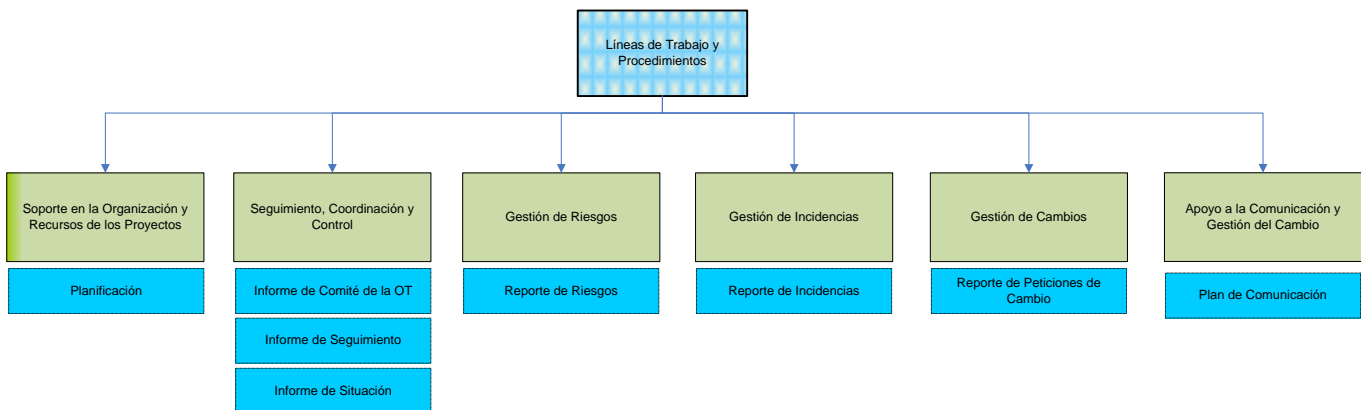 Líneas de Trabajo y
Procedimientos
Soporte en la Organización y
Recursos de los Proyectos
Seguimiento, Coordinación y
Control
Gestión de Riesgos
Gestión de Incidencias
Gestión de Cambios
Apoyo a la Comunicación y
Gestión del Cambio
Planificación
Informe de Comité de la OT
Reporte de Riesgos
Reporte de Incidencias
Reporte de Peticiones de
Cambio
Plan de Comunicación
Informe de Seguimiento
Informe de Situación